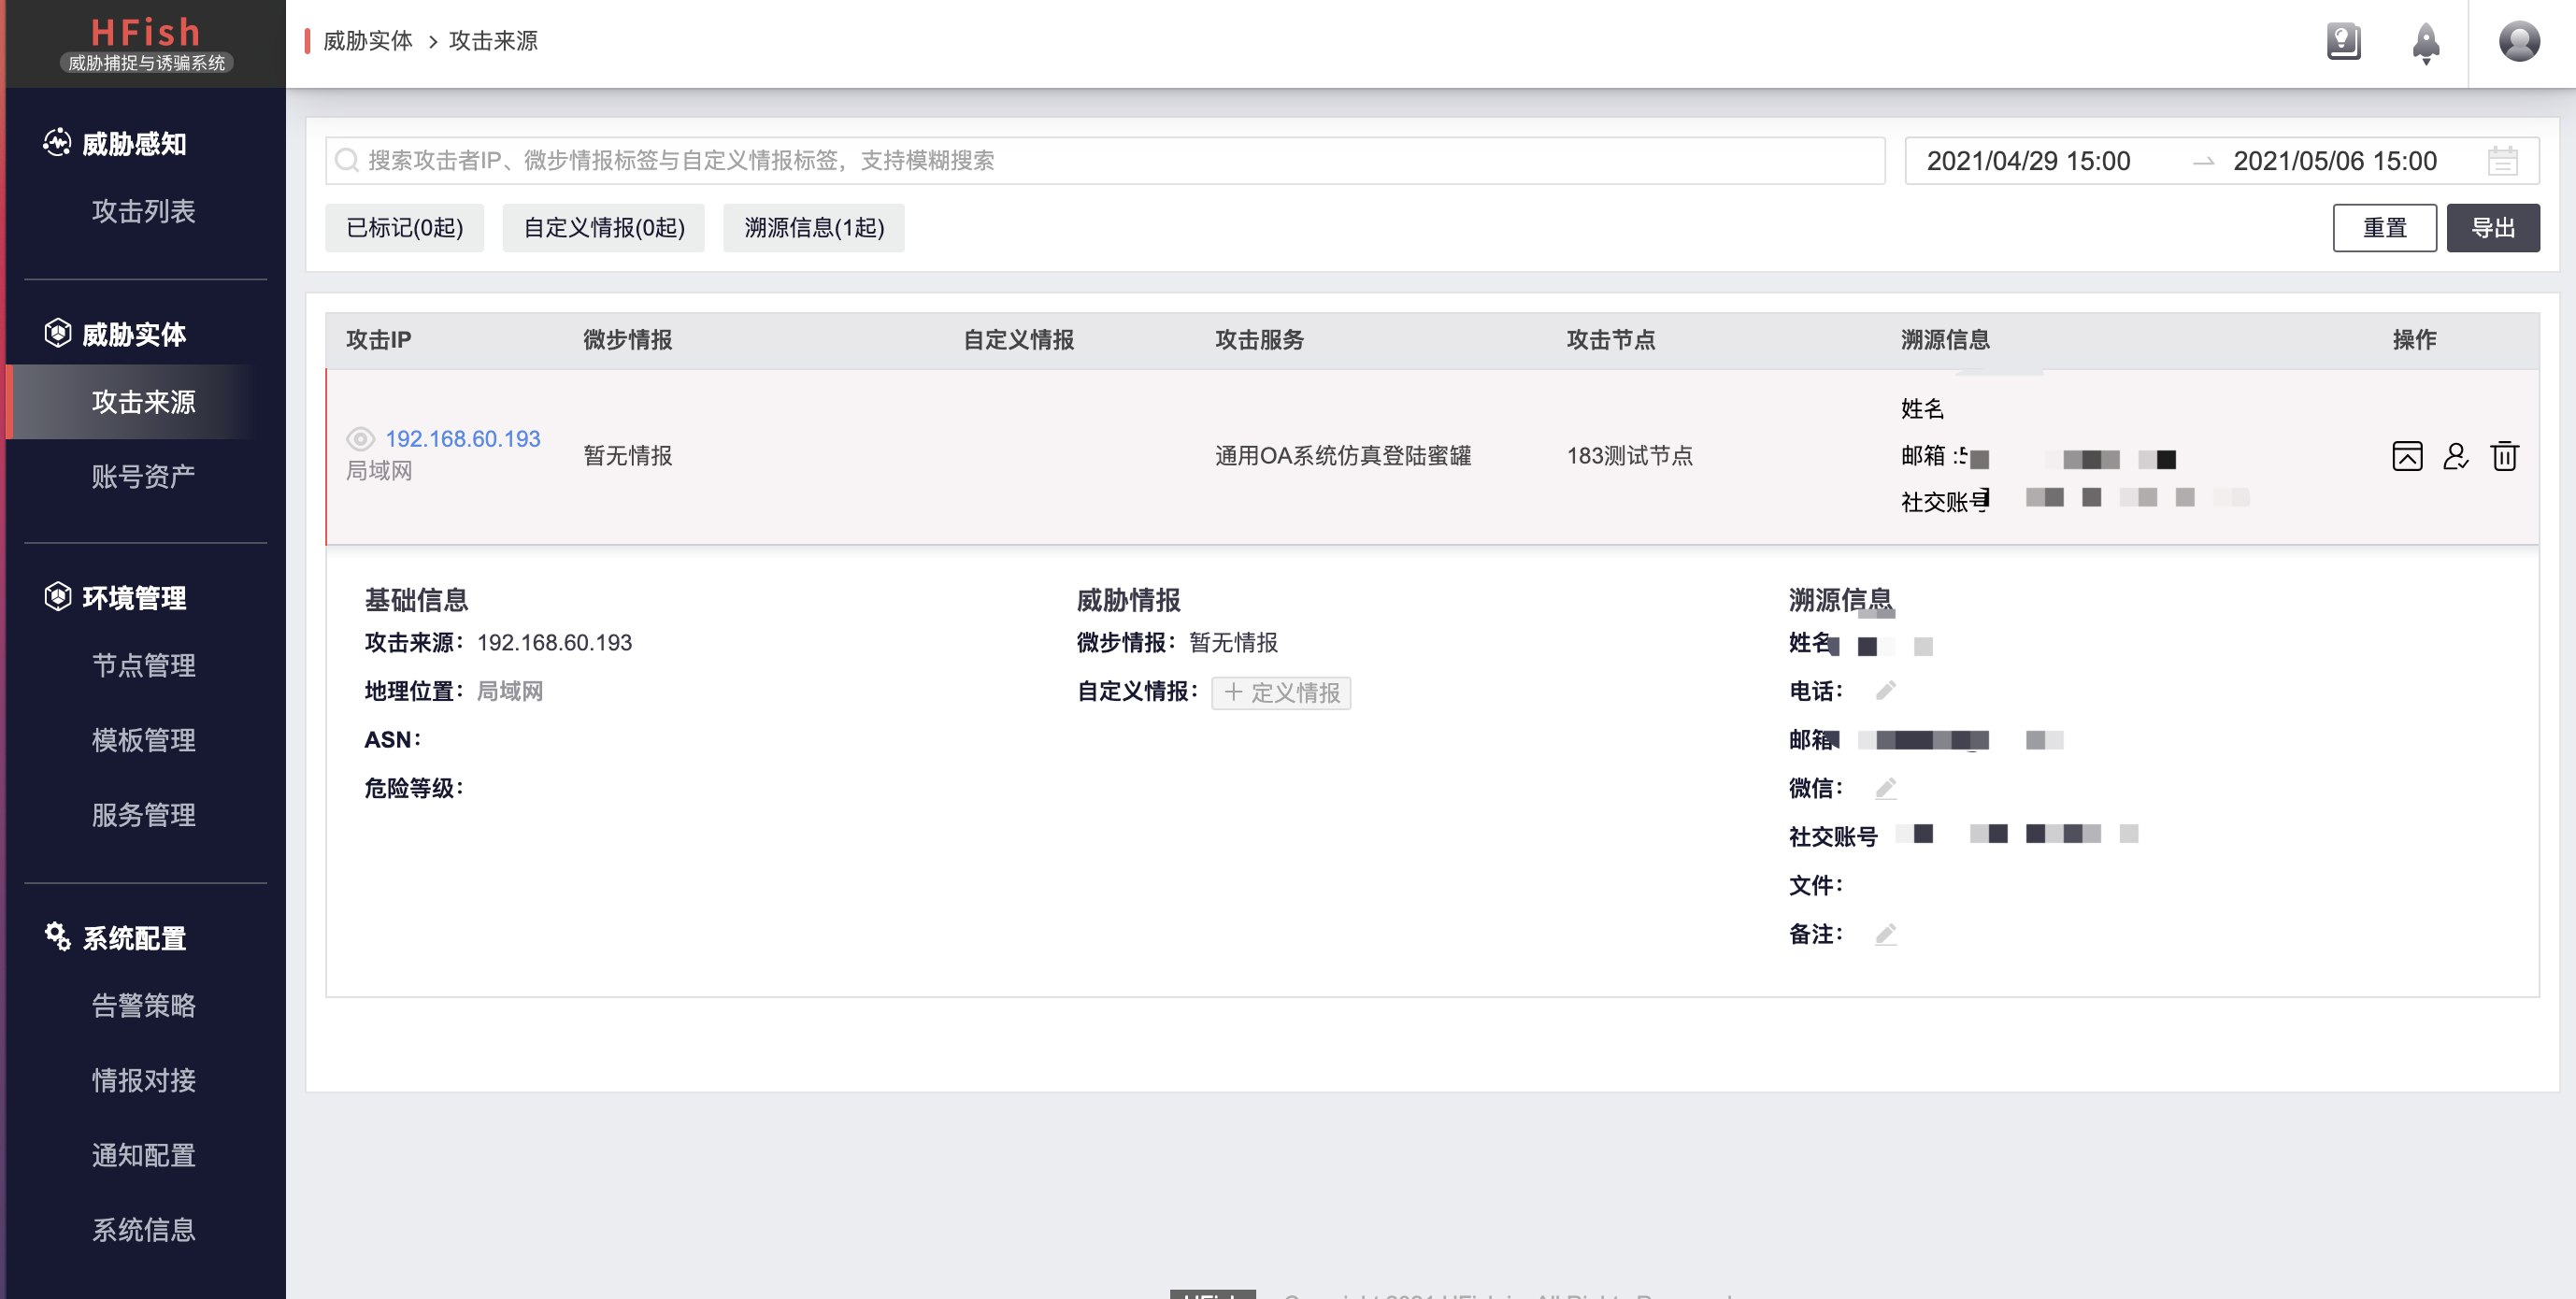 HFish
威胁捕捉与诱骗系统
威胁感知
攻击列表
威胁实体
攻击来源
账号资产
环境管理
节点管理
模板管理
服务管理
系统配置
告警策略
情报对接
通知配置
系统信息
威胁实体 > 攻击来源
搜索攻击者IP、微步情报标签与自定义情报标签，支持模糊搜索
2021/04/29 15:00 → 2021/05/06 15:00
已标记(0起) 自定义情报(0起) 溯源信息(1起) 重置 导出
攻击IP 微步情报 自定义情报 攻击服务 攻击节点 溯源信息 操作
192.168.60.193
局域网
暂无情报
通用OA系统仿真登陆蜜罐
183测试节点
姓名
邮箱 :
社交账号
基础信息
攻击来源： 192.168.60.193
地理位置： 局域网
ASN：
危险等级：
威胁情报
微步情报： 暂无情报
自定义情报： + 定义情报
溯源信息
姓名
电话：
邮箱
微信：
社交账号
文件：
备注：